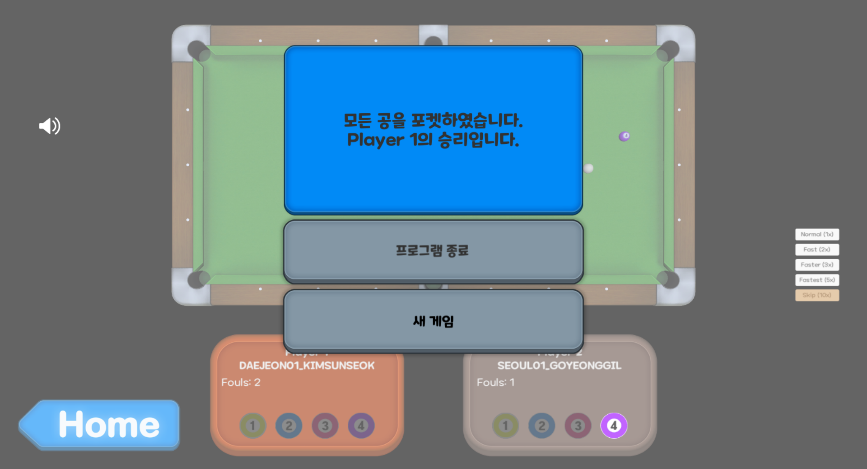 모든 공을 포켓하였습니다.
Player 1의 승리입니다.
프로그램 종료
새 게임
Normal (1x)
Fast (2x)
Faster (3x)
Fastest (5x)
Skip (10x)
Player 1
DAEJEON01_KIMSUNSEOK
Fouls: 2
1 2 3 4
Player 2
SEOUL01_GOYEONGGIL
Fouls: 1
1 2 3 4
Home